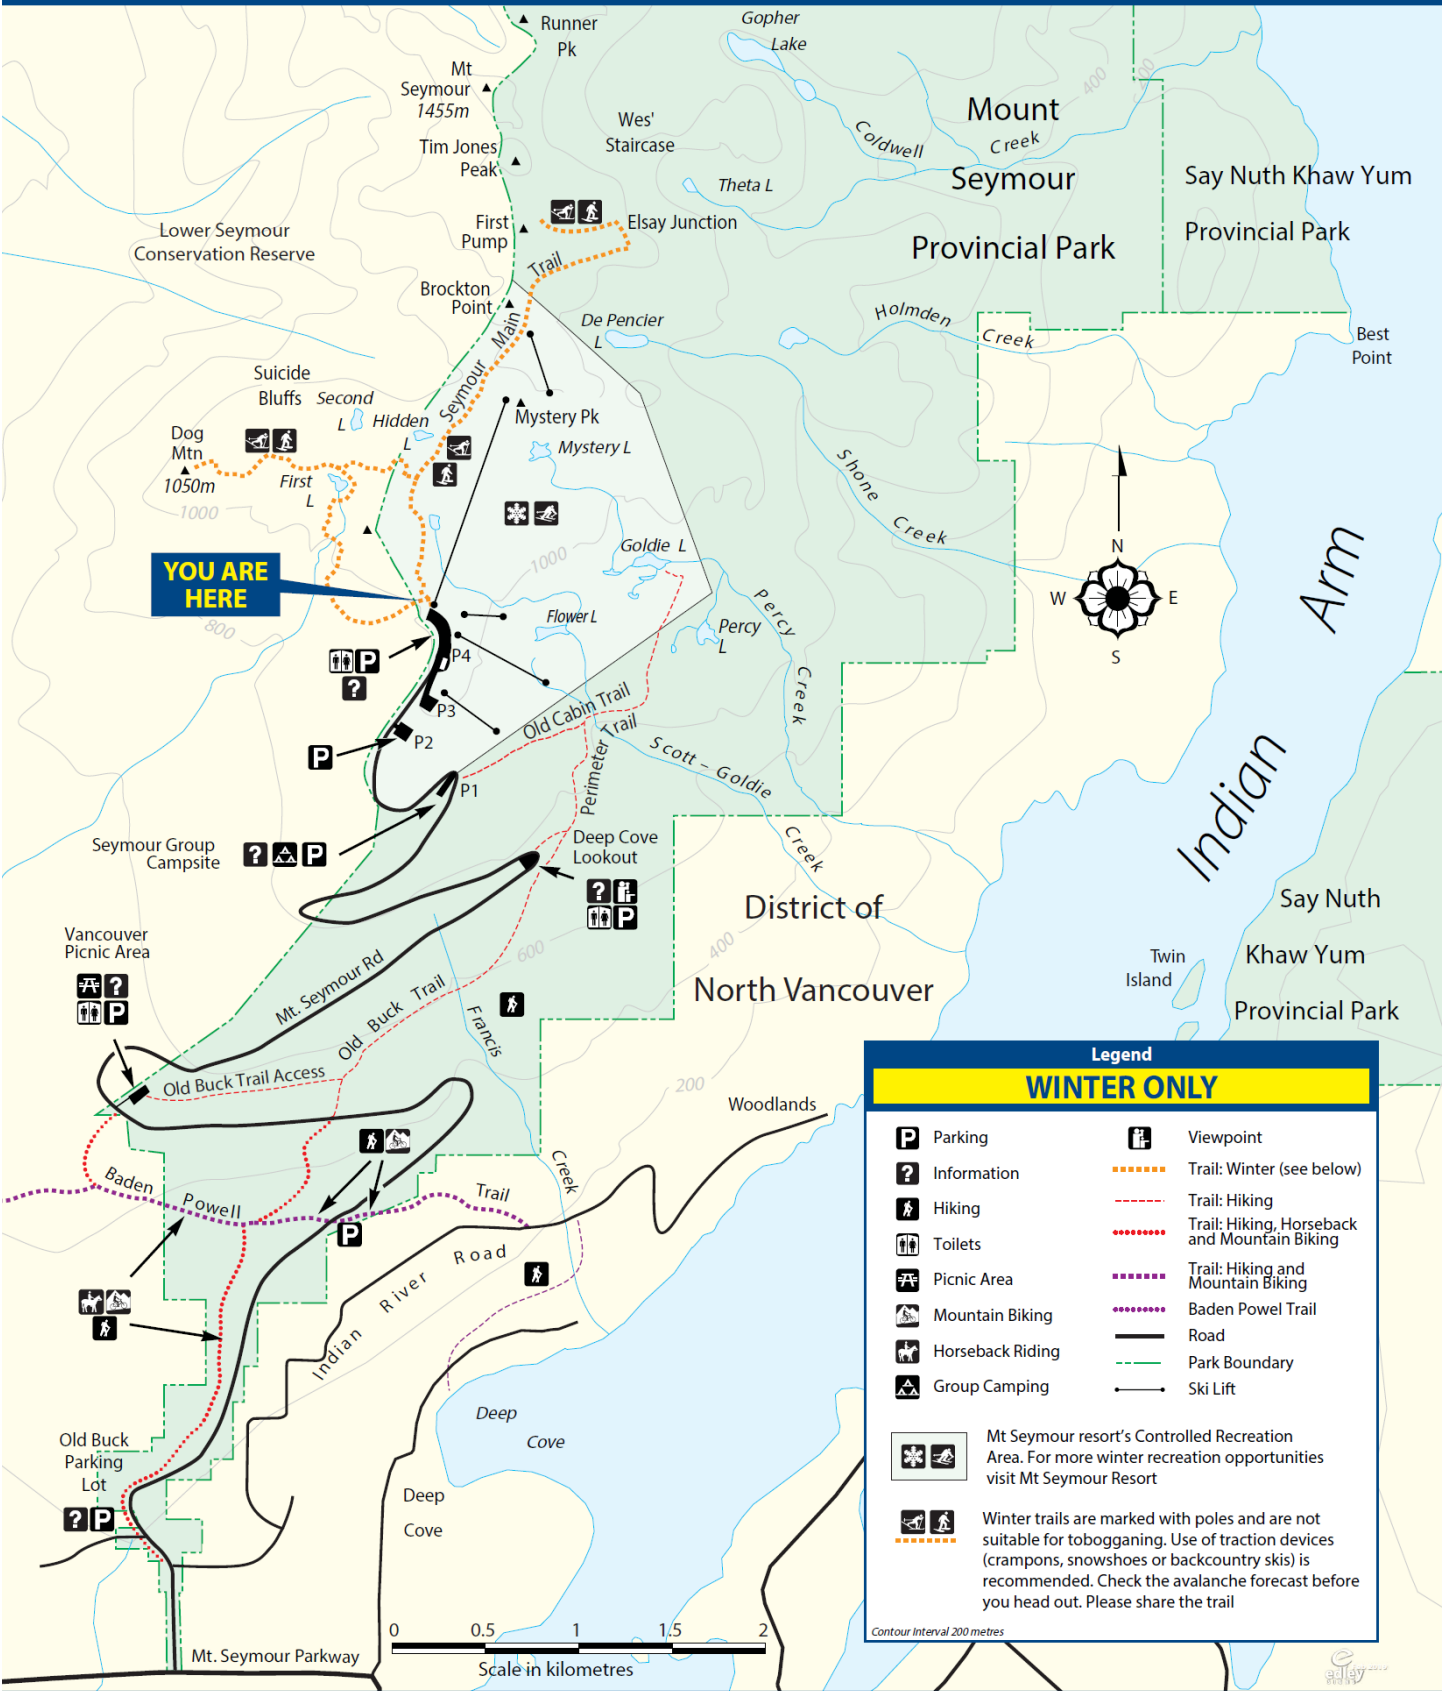 Runner
Pk
Gopher
Lake
Mt
Seymour
1455m
Wes'
Staircase
Tim Jones
Peak
Coldwell
Creek
400
200
Mount
Seymour
Provincial Park
Say Nuth Khaw Yum
Provincial Park
Theta L
First
Pump
Elsay Junction
Trail
Lower Seymour
Conservation Reserve
Brockton
Point
De Pencier
L
Holmden
Creek
Best
Point
Main
Seymour
Suicide
Bluffs
Second
L
Hidden
L
Mystery Pk
Mystery L
Dog
Mtn
1050m
First
L
1000
Shone
Creek
Goldie L
1000
YOU ARE
HERE
800
Flower L
Percy
Creek
Percy
L
N
W
E
S
Arm
Indian
P4
P
?
P3
P2
P
Old Cabin Trail
Perimeter Trail
Scott – Goldie
Creek
P1
Seymour Group
Campsite
? P
Deep Cove
Lookout
?
P
District of
North Vancouver
400
600
200
Say Nuth
Khaw Yum
Provincial Park
Twin
Island
Vancouver
Picnic Area
?
P
Mt. Seymour Rd
Old Buck Trail
Francis
Creek
Old Buck Trail Access
Woodlands
Baden Powell Trail
P
Indian River Road
Old Buck
Parking
Lot
? P
Deep
Cove
Deep
Cove
Mt. Seymour Parkway
0 0.5 1 1.5 2
Scale in kilometres
Legend
WINTER ONLY
P Parking
? Information
Hiking
Toilets
Picnic Area
Mountain Biking
Horseback Riding
Group Camping
Viewpoint
Trail: Winter (see below)
Trail: Hiking
Trail: Hiking, Horseback
and Mountain Biking
Trail: Hiking and
Mountain Biking
Baden Powel Trail
Road
Park Boundary
Ski Lift
Mt Seymour resort's Controlled Recreation
Area. For more winter recreation opportunities
visit Mt Seymour Resort
Winter trails are marked with poles and are not
suitable for tobogganing. Use of traction devices
(crampons, snowshoes or backcountry skis) is
recommended. Check the avalanche forecast before
you head out. Please share the trail
Contour Interval 200 metres